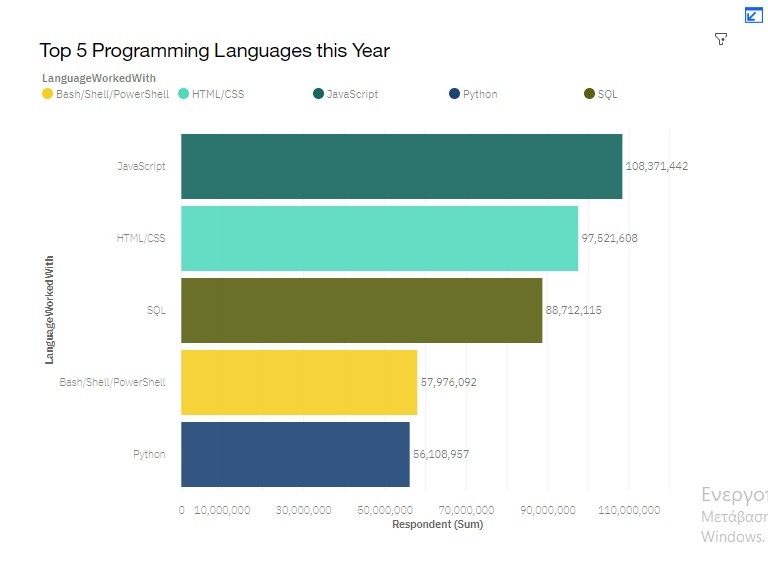 Top 5 Programming Languages this Year
LanguageWorkedWith
Bash/Shell/PowerShell HTML/CSS JavaScript Python SQL
JavaScript 108,371,442
HTML/CSS 97,521,608
SQL 88,712,115
Bash/Shell/PowerShell 57,976,092
Python 56,108,957
LanguageWorkedWith
0 10,000,000 30,000,000 50,000,000 70,000,000 90,000,000 110,000,000
Respondent (Sum)
Windows.